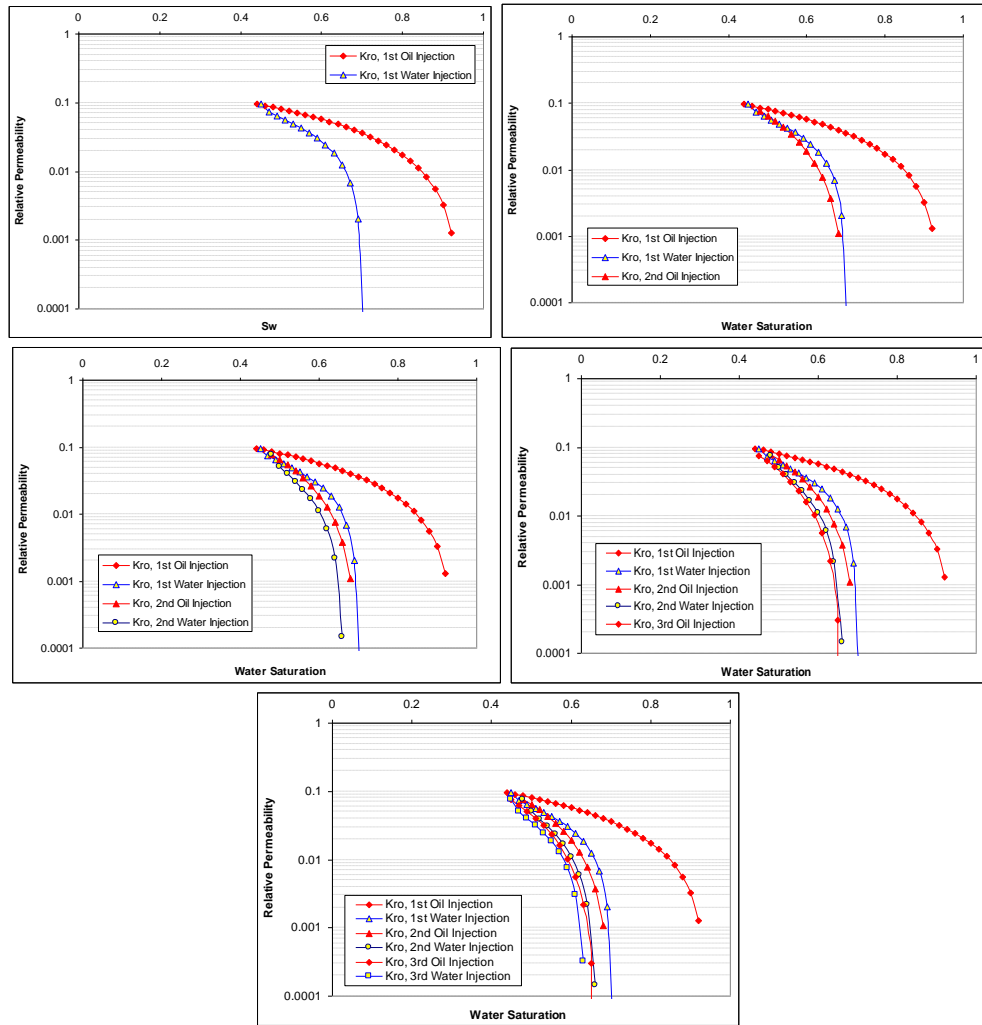 0 0.2 0.4 0.6 0.8 1
1
0.1
0.01
0.001
0.0001
Relative Permeability
Kro, 1st Oil Injection
Kro, 1st Water Injection
Sw
0 0.2 0.4 0.6 0.8 1
1
0.1
0.01
0.001
0.0001
Relative Permeability
Kro, 1st Oil Injection
Kro, 1st Water Injection
Kro, 2nd Oil Injection
Water Saturation
0 0.2 0.4 0.6 0.8 1
1
0.1
0.01
0.001
0.0001
Relative Permeability
Kro, 1st Oil Injection
Kro, 1st Water Injection
Kro, 2nd Oil Injection
Kro, 2nd Water Injection
Water Saturation
0 0.2 0.4 0.6 0.8 1
1
0.1
0.01
0.001
0.0001
Relative Permeability
Kro, 1st Oil Injection
Kro, 1st Water Injection
Kro, 2nd Oil Injection
Kro, 2nd Water Injection
Kro, 3rd Oil Injection
Water Saturation
0 0.2 0.4 0.6 0.8 1
1
0.1
0.01
0.001
0.0001
Relative Permeability
Kro, 1st Oil Injection
Kro, 1st Water Injection
Kro, 2nd Oil Injection
Kro, 2nd Water Injection
Kro, 3rd Oil Injection
Kro, 3rd Water Injection
Water Saturation